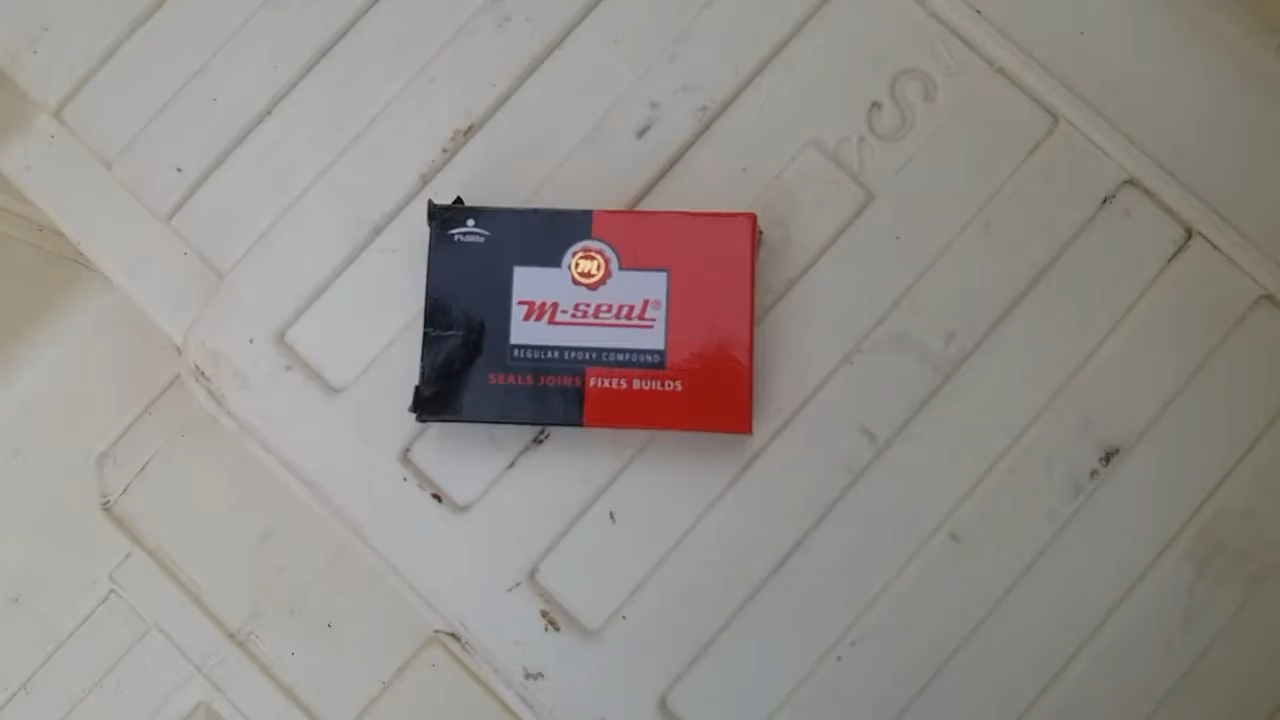 Pidilite
m
m-seal®
REGULAR EPOXY COMPOUND
SEALS JOINS FIXES BUILDS